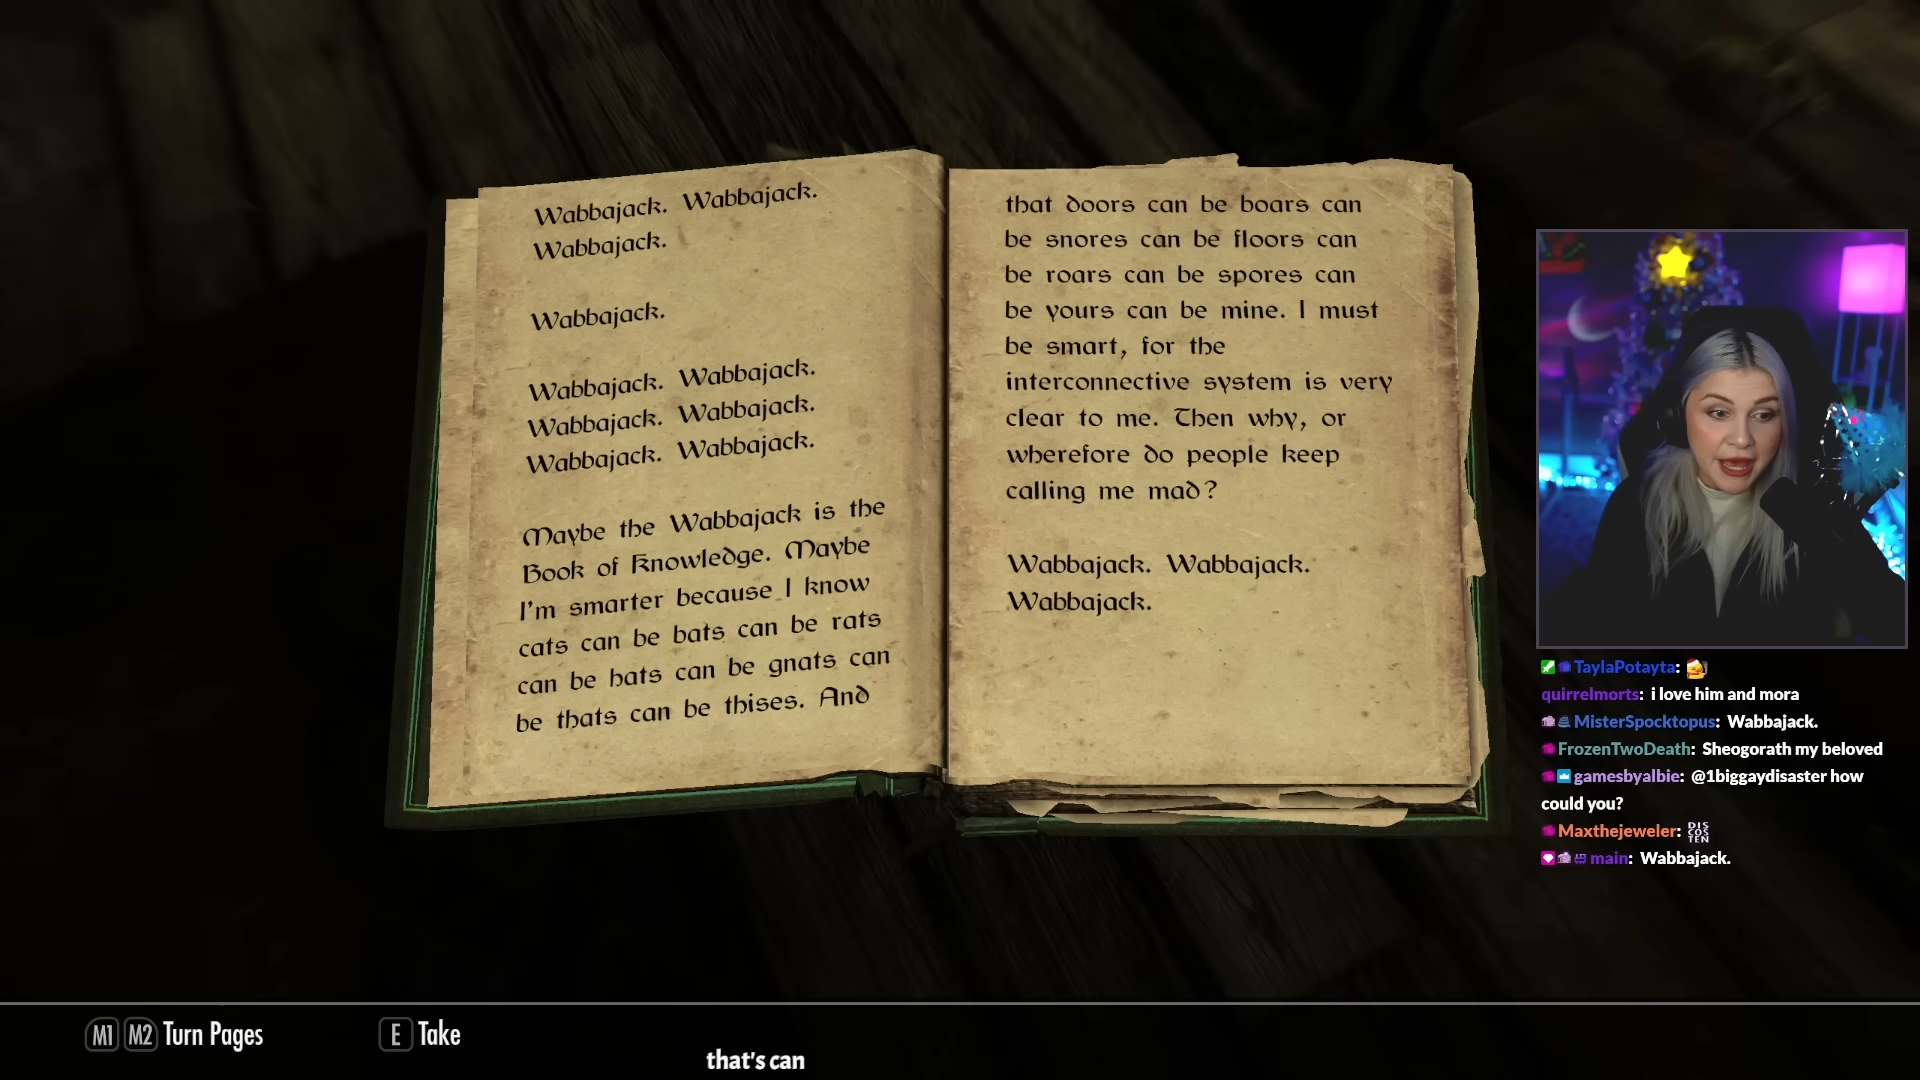 Wabbajack. Wabbajack.
Wabbajack.
Wabbajack.
Wabbajack. Wabbajack.
Wabbajack. Wabbajack.
Wabbajack. Wabbajack.
Maybe the Wabbajack is the
Book of Knowledge. Maybe
I'm smarter because I know
cats can be bats can be rats
can be hats can be gnats can
be thats can be thises. And
that doors can be boars can
be snores can be floors can
be roars can be spores can
be yours can be mine. I must
be smart, for the
interconnective system is very
clear to me. Then why, or
wherefore do people keep
calling me mad?
Wabbajack. Wabbajack.
Wabbajack.
TaylaPotayta:
quirrelmorts: i love him and mora
MisterSpocktopus: Wabbajack.
FrozenTwoDeath: Sheogorath my beloved
gamesbyalbie: @1biggaydisaster how
could you?
Maxthejeweler: DIS
COS
TEN
main: Wabbajack.
M1 M2 Turn Pages
E Take
that's can